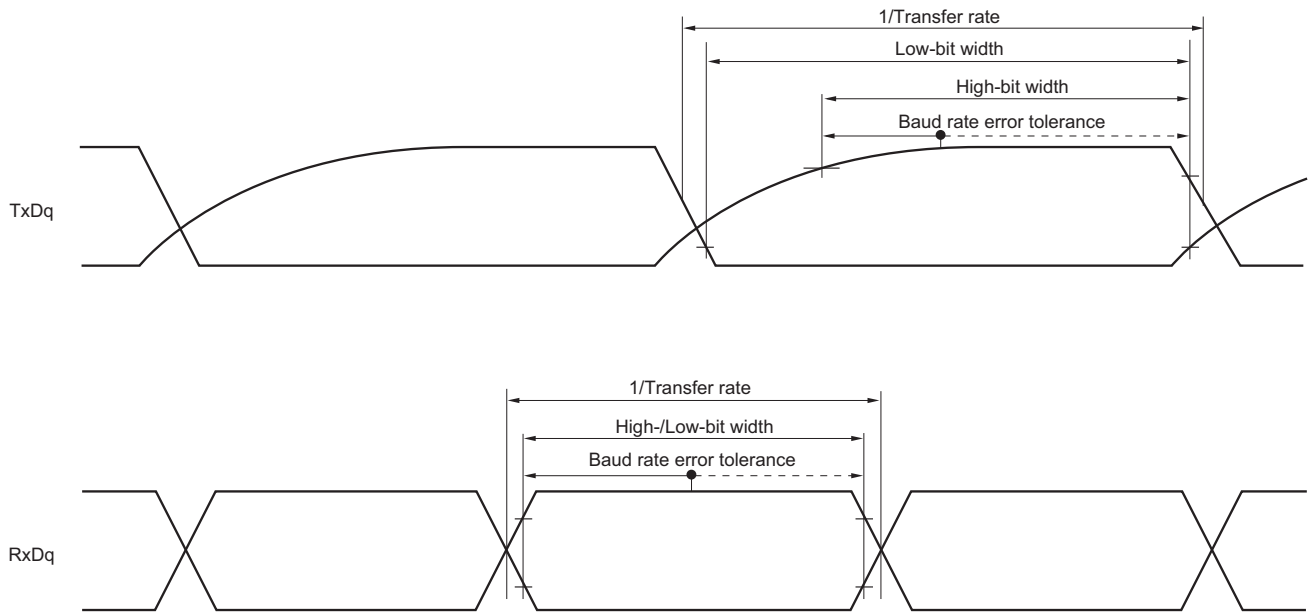 1/Transfer rate
Low-bit width
High-bit width
Baud rate error tolerance
TxDq
1/Transfer rate
High-/Low-bit width
Baud rate error tolerance
RxDq